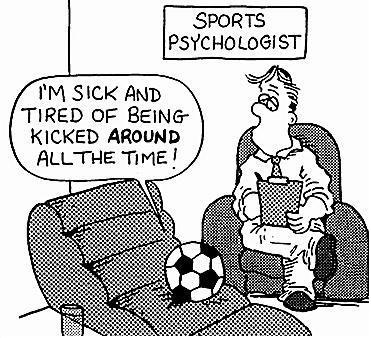 SPORTS
PSYCHOLOGIST
I'M SICK AND
TIRED OF BEING
KICKED AROUND
ALL THE TIME!